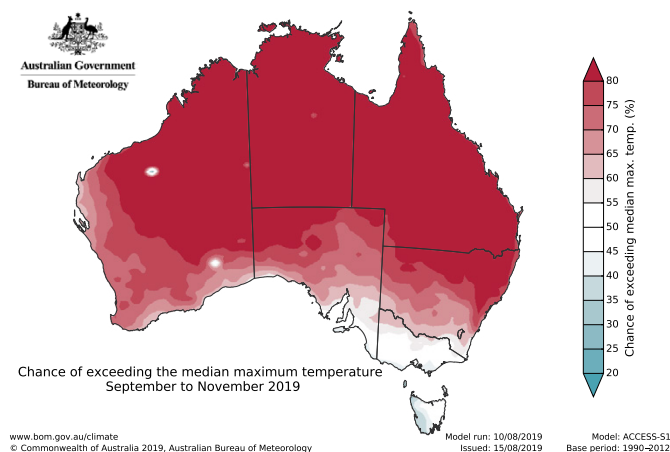 Australian Government
Bureau of Meteorology
80
75
70
65
60
55
50
45
40
35
30
25
20
Chance of exceeding median max. temp. (%)
Chance of exceeding the median maximum temperature
September to November 2019
www.bom.gov.au/climate
© Commonwealth of Australia 2019, Australian Bureau of Meteorology
Model run: 10/08/2019
Issued: 15/08/2019
Model: ACCESS-S1
Base period: 1990-2012